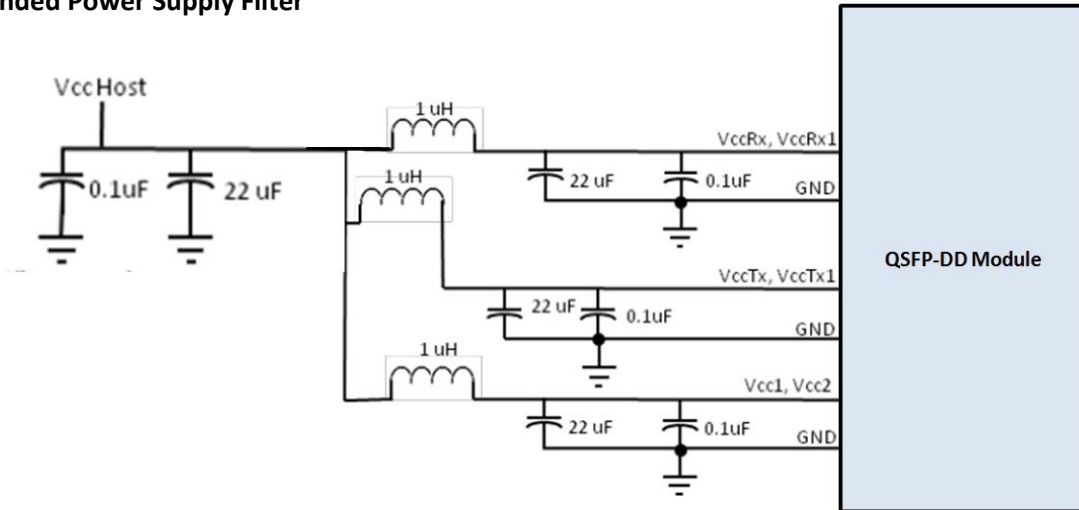 nded Power Supply Filter
VccHost
0.1uF
22 uF
1 uH
VccRx, VccRx1
22 uF
0.1uF
GND
1 uH
QSFP-DD Module
VccTx, VccTx1
22 uF
0.1uF
GND
1 uH
Vcc1, Vcc2
22 uF
0.1uF
GND